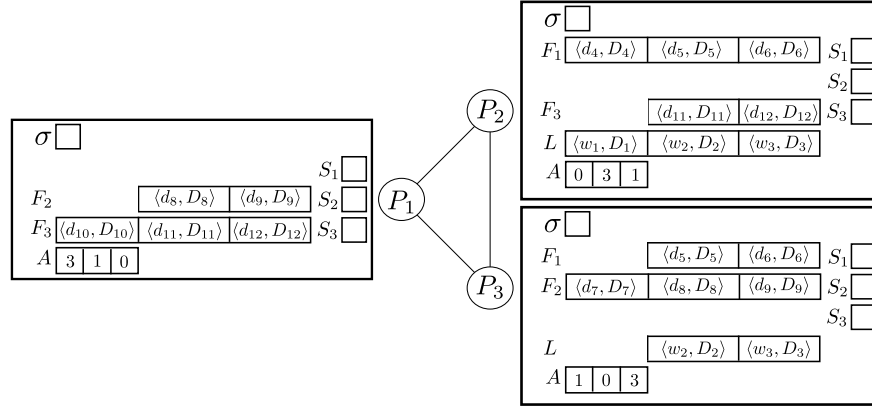 σ
S₁
F₂ ⟨d₈, D₈⟩ ⟨d₉, D₉⟩ S₂
F₃ ⟨d₁₀, D₁₀⟩ ⟨d₁₁, D₁₁⟩ ⟨d₁₂, D₁₂⟩ S₃
A 3 1 0
P₂
P₁
P₃
σ
F₁ ⟨d₄, D₄⟩ ⟨d₅, D₅⟩ ⟨d₆, D₆⟩ S₁
S₂
F₃ ⟨d₁₁, D₁₁⟩ ⟨d₁₂, D₁₂⟩ S₃
L ⟨w₁, D₁⟩ ⟨w₂, D₂⟩ ⟨w₃, D₃⟩
A 0 3 1
σ
F₁ ⟨d₅, D₅⟩ ⟨d₆, D₆⟩ S₁
F₂ ⟨d₇, D₇⟩ ⟨d₈, D₈⟩ ⟨d₉, D₉⟩ S₂
S₃
L ⟨w₂, D₂⟩ ⟨w₃, D₃⟩
A 1 0 3